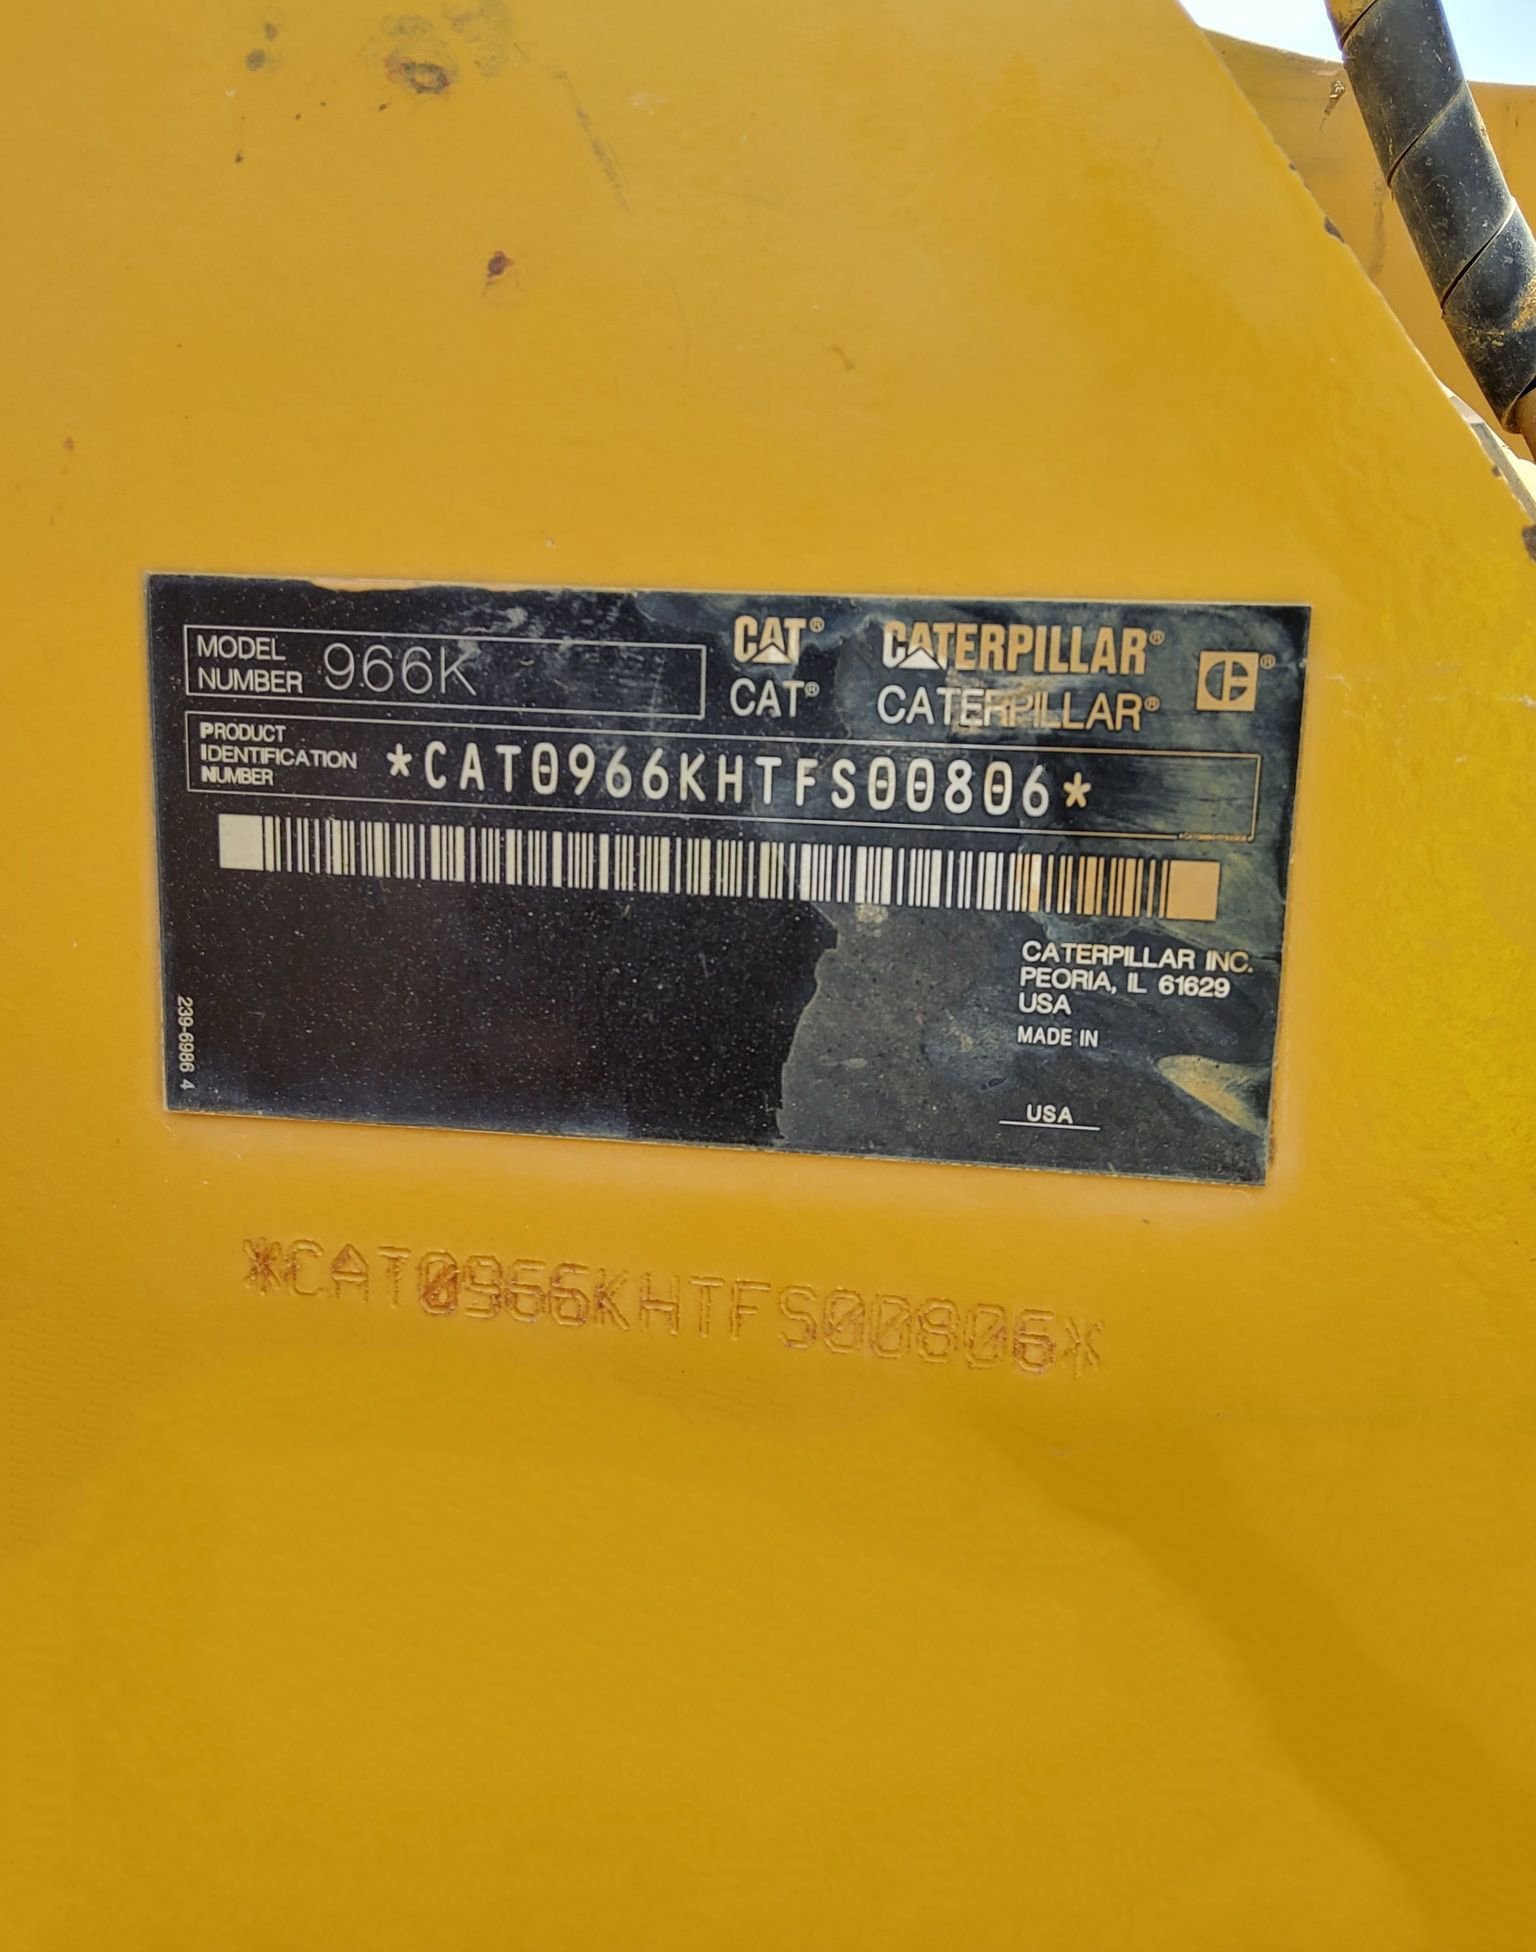 MODEL
NUMBER 966K
CAT® CATERPILLAR® ®
CAT® CATERPILLAR®
PRODUCT
IDENTIFICATION
NUMBER
*CAT0966KHTFS00806*
CATERPILLAR INC.
PEORIA, IL 61629
USA
MADE IN
USA
239-6986 4
*CAT0966KHTFS00806*